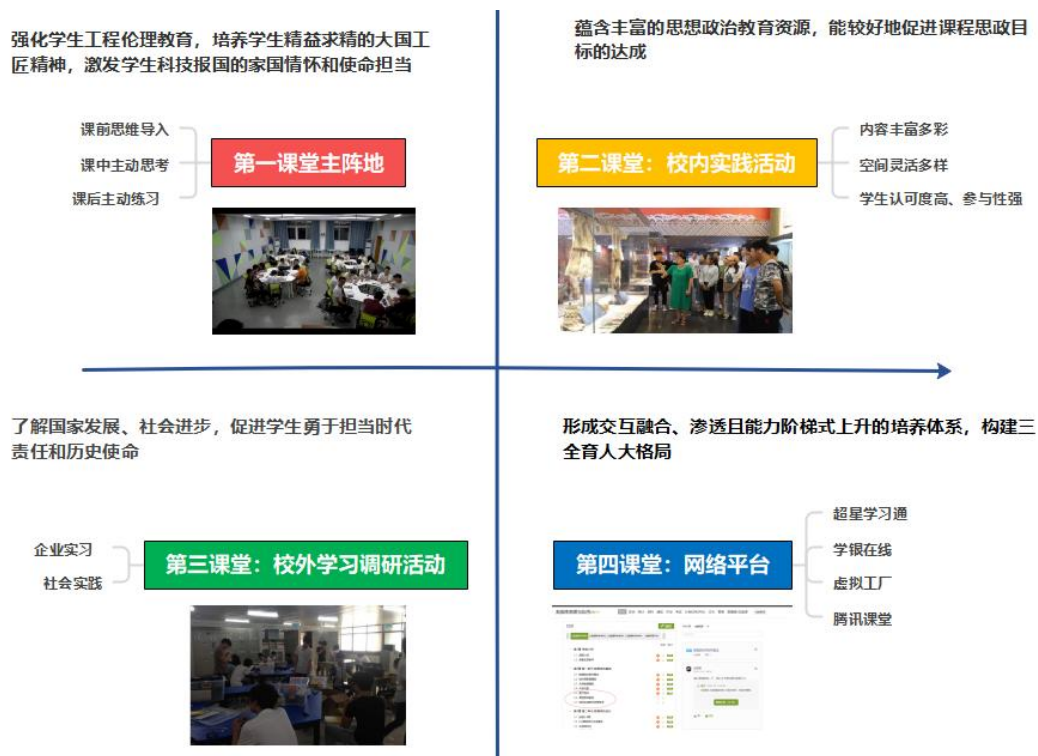 强化学生工程伦理教育，培养学生精益求精的大国工
匠精神，激发学生科技报国的家国情怀和使命担当
课前思维导入
课中主动思考
课后主动练习
第一课堂主阵地
蕴含丰富的思想政治教育资源，能较好地促进课程思政目
标的达成
第二课堂：校内实践活动
内容丰富多彩
空间灵活多样
学生认可度高、参与性强
了解国家发展、社会进步，促进学生勇于担当时代
责任和历史使命
企业实习
社会实践
第三课堂：校外学习调研活动
形成交互融合、渗透且能力阶梯式上升的培养体系，构建三
全育人大格局
第四课堂：网络平台
超星学习通
学银在线
虚拟工厂
腾讯课堂